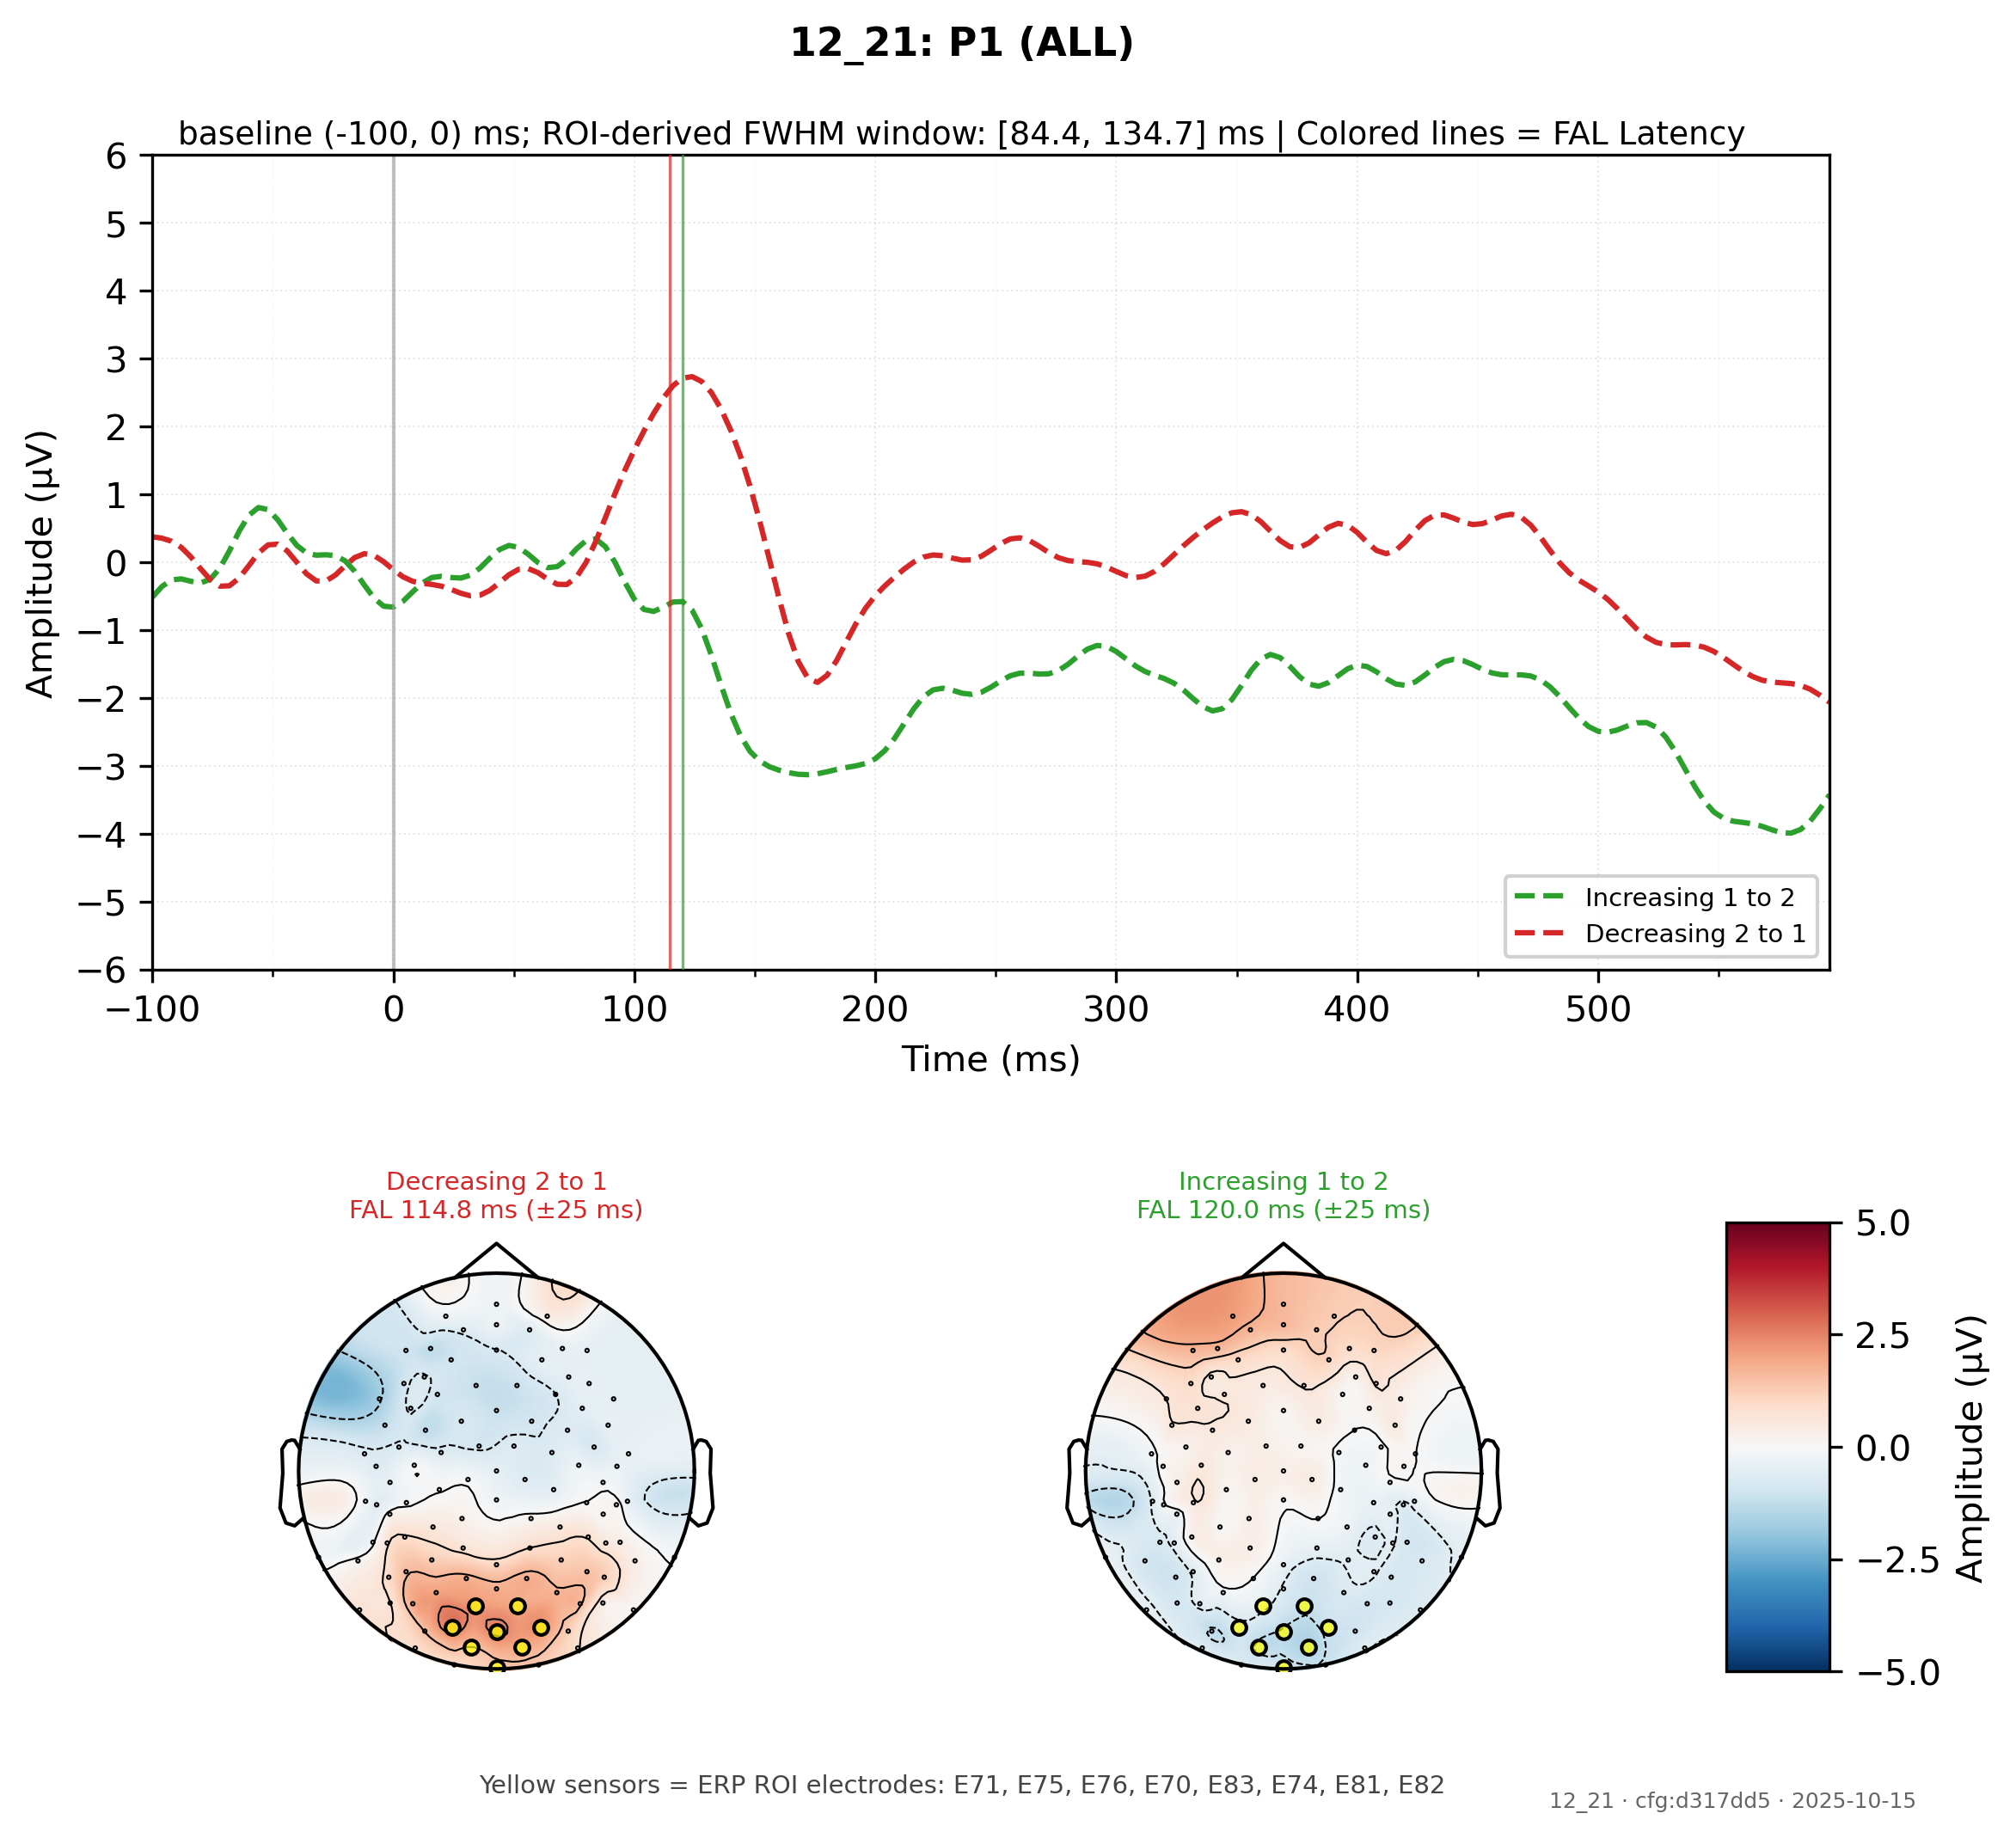 12_21: P1 (ALL)
baseline (-100, 0) ms; ROI-derived FWHM window: [84.4, 134.7] ms | Colored lines = FAL Latency
6
5
4
3
2
1
0
−1
−2
−3
−4
−5
−6
Amplitude (µV)
−100
0
100
200
300
400
500
Time (ms)
Increasing 1 to 2
Decreasing 2 to 1
Decreasing 2 to 1
FAL 114.8 ms (±25 ms)
Increasing 1 to 2
FAL 120.0 ms (±25 ms)
5.0
2.5
0.0
−2.5
−5.0
Amplitude (µV)
Yellow sensors = ERP ROI electrodes: E71, E75, E76, E70, E83, E74, E81, E82
12_21 · cfg:d317dd5 · 2025-10-15